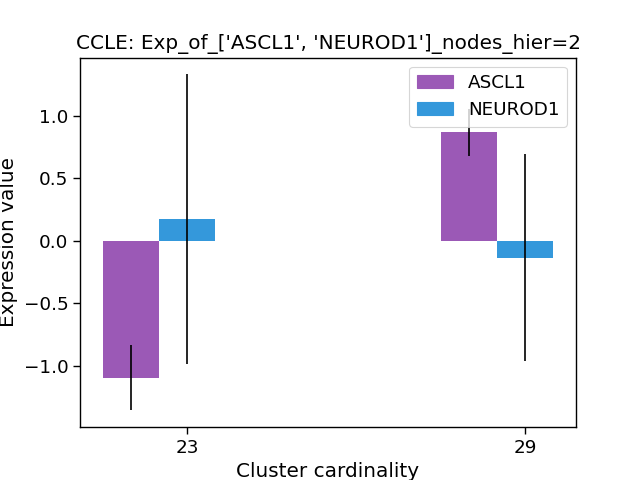 CCLE: Exp_of_['ASCL1', 'NEUROD1']_nodes_hier=2
ASCL1
NEUROD1
Expression value
1.0
0.5
0.0
−0.5
−1.0
23
29
Cluster cardinality